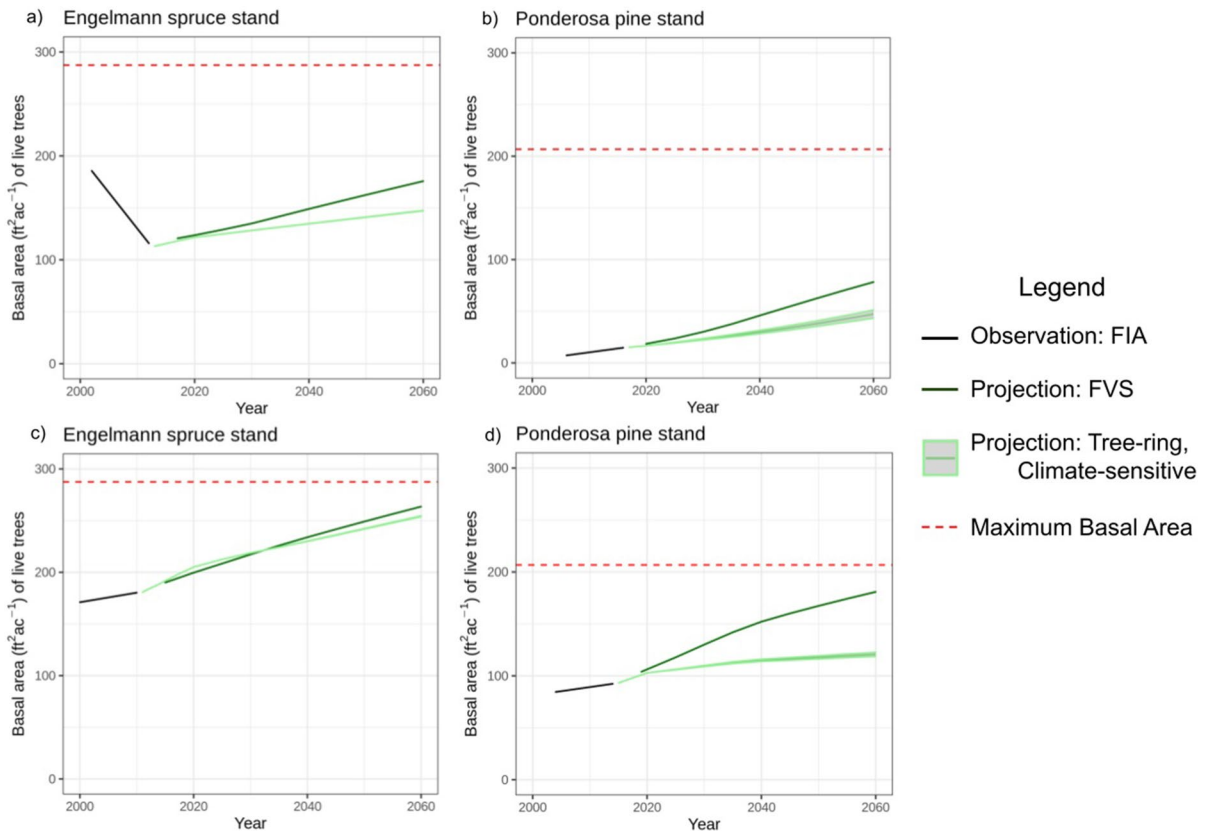 a) Engelmann spruce stand
300
200
100
0
2000 2020 2040 2060
Year
Basal area (ft²ac⁻¹) of live trees
b) Ponderosa pine stand
300
200
100
0
2000 2020 2040 2060
Year
Basal area (ft²ac⁻¹) of live trees
c) Engelmann spruce stand
300
200
100
0
2000 2020 2040 2060
Year
Basal area (ft²ac⁻¹) of live trees
d) Ponderosa pine stand
300
200
100
0
2000 2020 2040 2060
Year
Basal area (ft²ac⁻¹) of live trees
Legend
Observation: FIA
Projection: FVS
Projection: Tree-ring,
Climate-sensitive
Maximum Basal Area